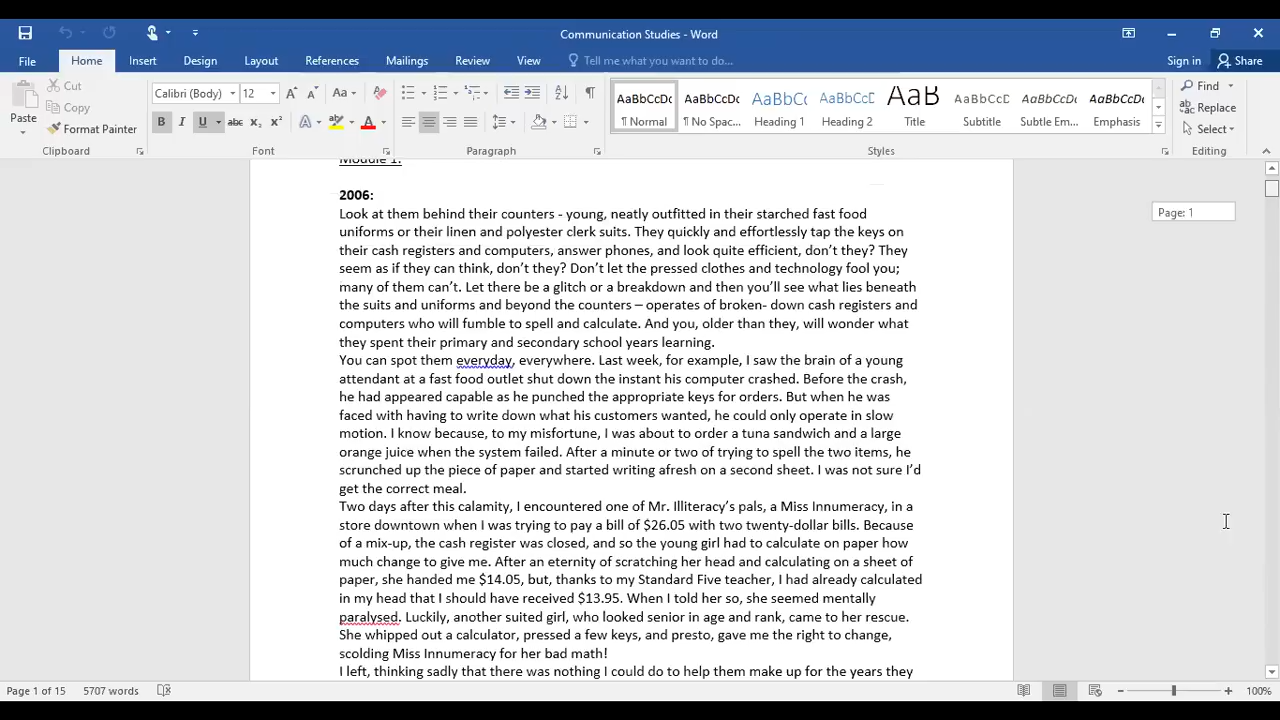 Communication Studies - Word
File Home Insert Design Layout References Mailings Review View Tell me what you want to do... Sign in Share
Paste
Cut
Copy
Format Painter
Clipboard
Calibri (Body) 12
Font
Paragraph
AaBbCcDc AaBbCcDc AaBbCc AaBbCcD AaB AaBbCcD AaBbCcDc AaBbCcDc
¶ Normal ¶ No Spac... Heading 1 Heading 2 Title Subtitle Subtle Em... Emphasis
Styles
Find
Replace
Select
Editing
Module 1:
2006:
Page: 1
Look at them behind their counters - young, neatly outfitted in their starched fast food
uniforms or their linen and polyester clerk suits. They quickly and effortlessly tap the keys on
their cash registers and computers, answer phones, and look quite efficient, don’t they? They
seem as if they can think, don’t they? Don’t let the pressed clothes and technology fool you;
many of them can’t. Let there be a glitch or a breakdown and then you’ll see what lies beneath
the suits and uniforms and beyond the counters – operates of broken- down cash registers and
computers who will fumble to spell and calculate. And you, older than they, will wonder what
they spent their primary and secondary school years learning.
You can spot them everyday, everywhere. Last week, for example, I saw the brain of a young
attendant at a fast food outlet shut down the instant his computer crashed. Before the crash,
he had appeared capable as he punched the appropriate keys for orders. But when he was
faced with having to write down what his customers wanted, he could only operate in slow
motion. I know because, to my misfortune, I was about to order a tuna sandwich and a large
orange juice when the system failed. After a minute or two of trying to spell the two items, he
scrunched up the piece of paper and started writing afresh on a second sheet. I was not sure I’d
get the correct meal.
Two days after this calamity, I encountered one of Mr. Illiteracy’s pals, a Miss Innumeracy, in a
store downtown when I was trying to pay a bill of $26.05 with two twenty-dollar bills. Because
of a mix-up, the cash register was closed, and so the young girl had to calculate on paper how
much change to give me. After an eternity of scratching her head and calculating on a sheet of
paper, she handed me $14.05, but, thanks to my Standard Five teacher, I had already calculated
in my head that I should have received $13.95. When I told her so, she seemed mentally
paralysed. Luckily, another suited girl, who looked senior in age and rank, came to her rescue.
She whipped out a calculator, pressed a few keys, and presto, gave me the right to change,
scolding Miss Innumeracy for her bad math!
I left, thinking sadly that there was nothing I could do to help them make up for the years they
Page 1 of 15 5707 words 100%